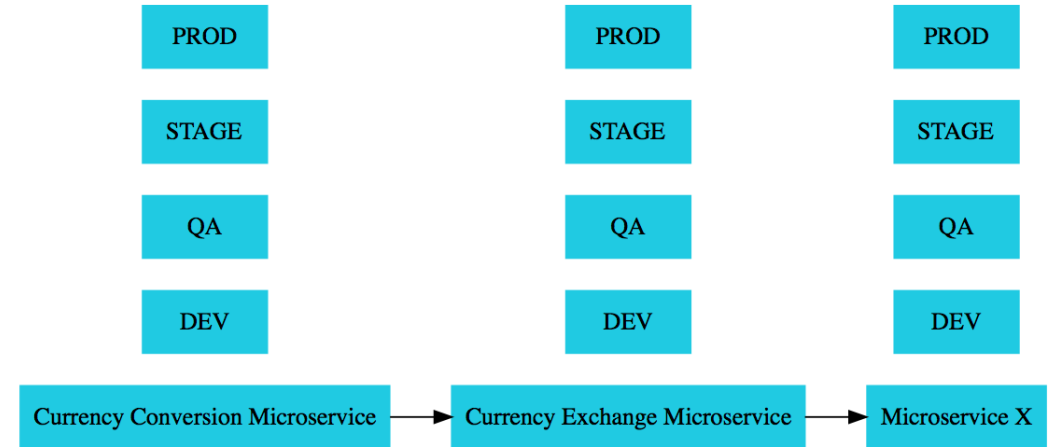 PROD PROD PROD
STAGE STAGE STAGE
QA QA QA
DEV DEV DEV
Currency Conversion Microservice Currency Exchange Microservice Microservice X